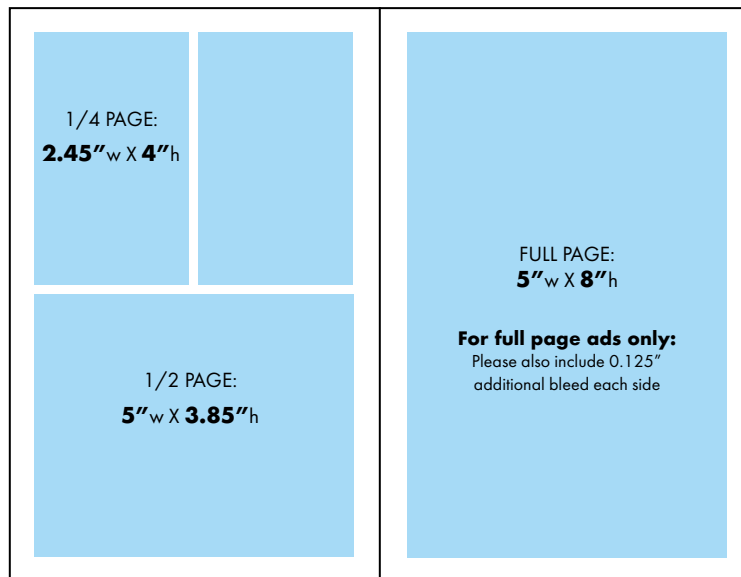 1/4 PAGE:
2.45”w X 4”h
1/2 PAGE:
5”w X 3.85”h
FULL PAGE:
5”w X 8”h
For full page ads only:
Please also include 0.125”
additional bleed each side